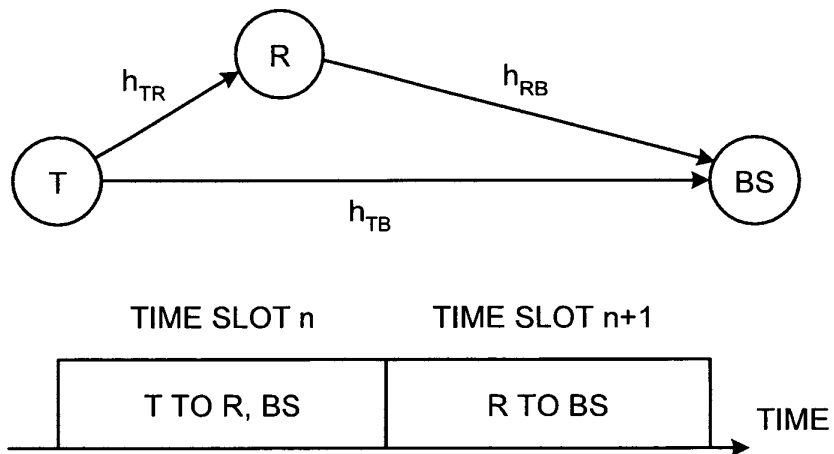 R
h_TR
h_RB
T
BS
h_TB
TIME SLOT n
TIME SLOT n+1
T TO R, BS
R TO BS
TIME